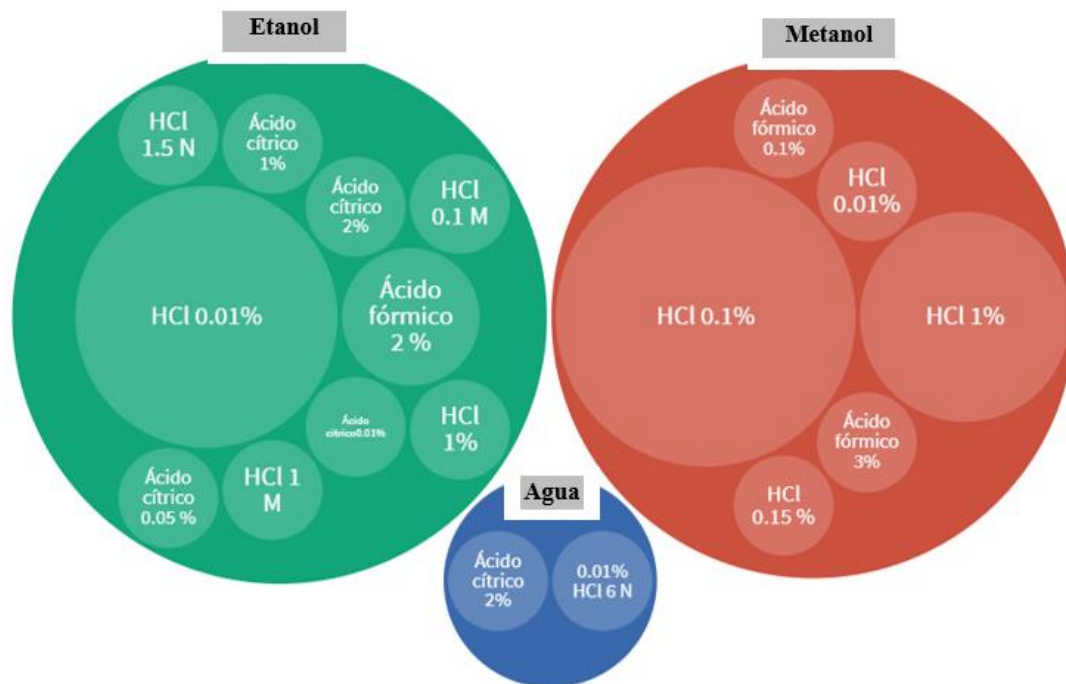 Etanol
HCl
1.5 N
Ácido
cítrico
1%
Ácido
cítrico
2%
HCl
0.1 M
HCl 0.01%
Ácido
fórmico
2 %
Ácido
cítrico0.01%
HCl
1%
Ácido
cítrico
0.05 %
HCl 1
M
Metanol
Ácido
fórmico
0.1%
HCl
0.01%
HCl 0.1%
HCl 1%
Ácido
fórmico
3%
HCl
0.15 %
Agua
Ácido
cítrico
2%
0.01%
HCl 6 N